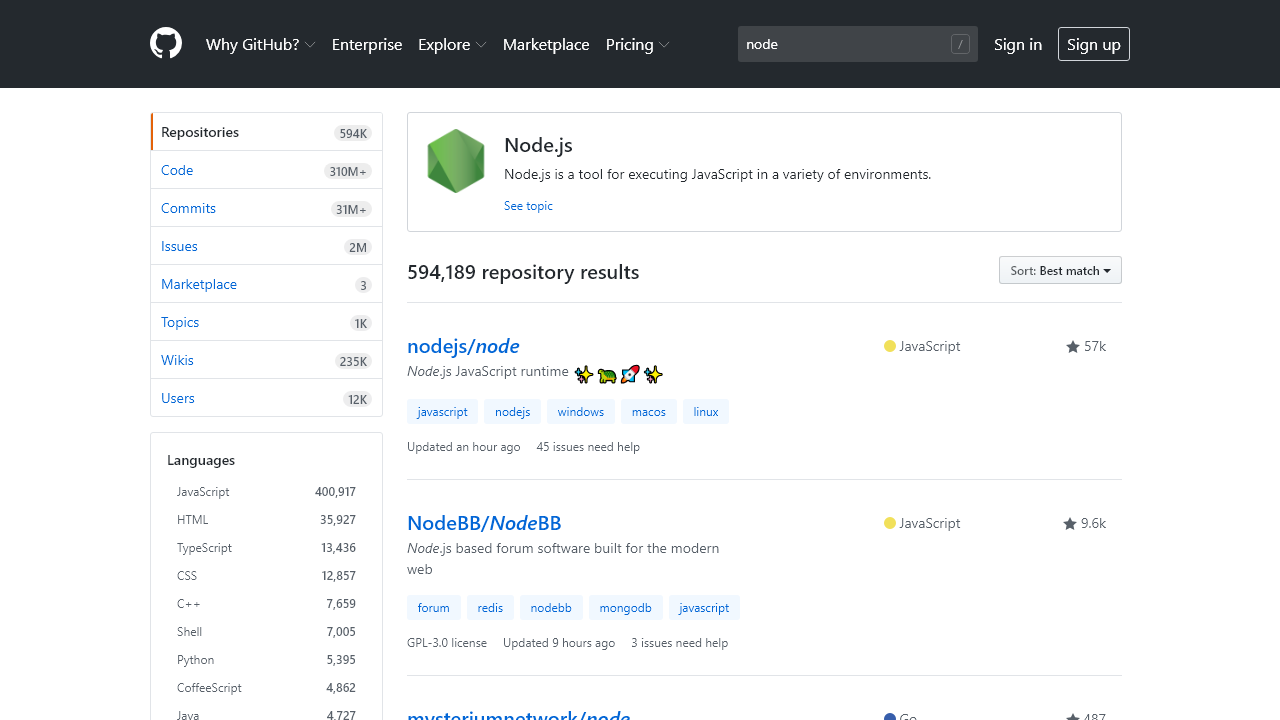 Why GitHub? Enterprise Explore Marketplace Pricing node / Sign in Sign up
Repositories 594K
Code 310M+
Commits 31M+
Issues 2M
Marketplace 3
Topics 1K
Wikis 235K
Users 12K
Languages
JavaScript 400,917
HTML 35,927
TypeScript 13,436
CSS 12,857
C++ 7,659
Shell 7,005
Python 5,395
CoffeeScript 4,862
Java 4,727
Node.js
Node.js is a tool for executing JavaScript in a variety of environments.
See topic
594,189 repository results Sort: Best match
nodejs/node JavaScript 57k
Node.js JavaScript runtime ✨🐢🚀✨
javascript nodejs windows macos linux
Updated an hour ago 45 issues need help
NodeBB/NodeBB JavaScript 9.6k
Node.js based forum software built for the modern
web
forum redis nodebb mongodb javascript
GPL-3.0 license Updated 9 hours ago 3 issues need help
mysteriumnetwork/node Go 487